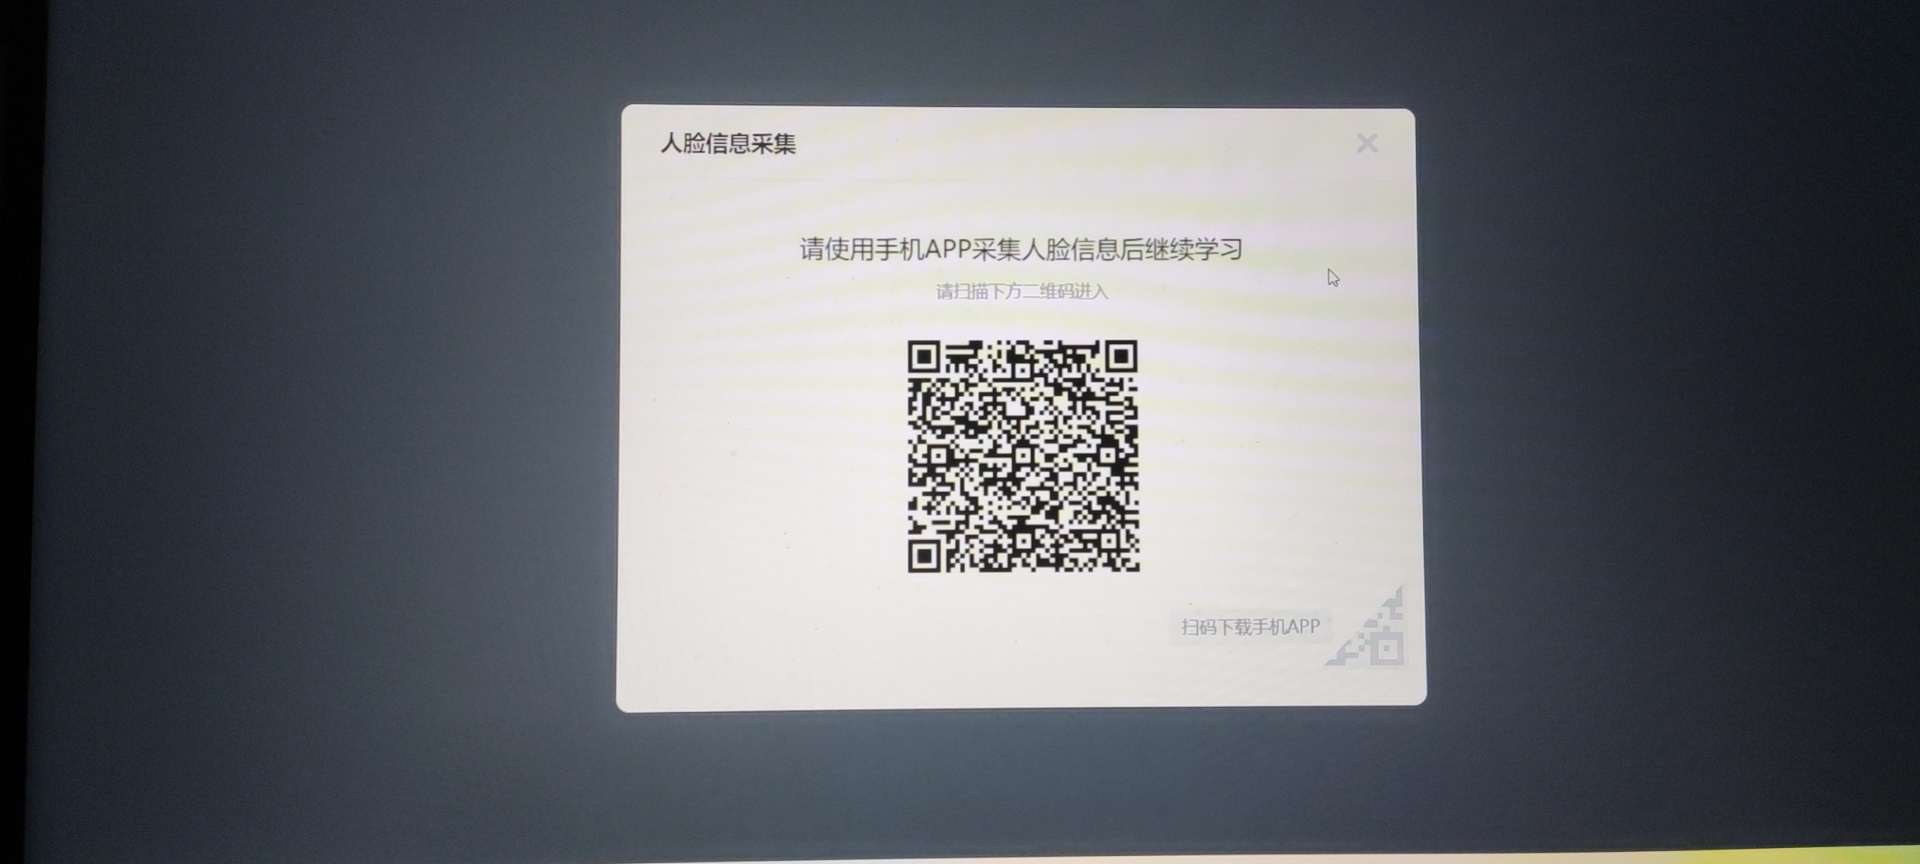 人脸信息采集
请使用手机APP采集人脸信息后继续学习
请扫描下方二维码进入
扫码下载手机APP